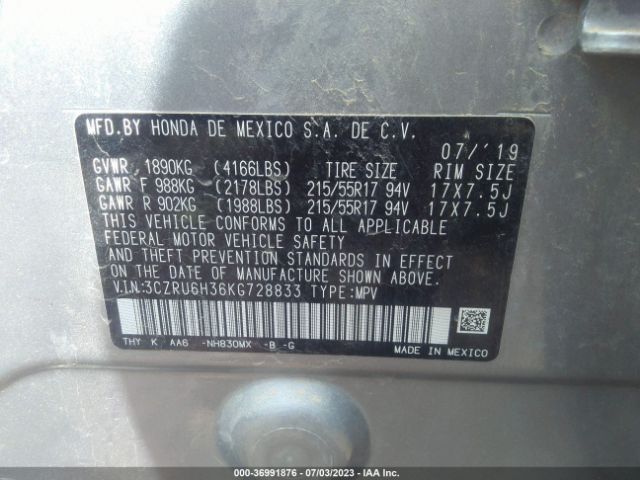 MFD.BY HONDA DE MEXICO S.A. DE C.V.
07/'19
GVWR 1890KG (4166LBS) TIRE SIZE RIM SIZE
GAWR F 988KG (2178LBS) 215/55R17 94V 17X7.5J
GAWR R 902KG (1988LBS) 215/55R17 94V 17X7.5J
THIS VEHICLE CONFORMS TO ALL APPLICABLE
FEDERAL MOTOR VEHICLE SAFETY
AND THEFT PREVENTION STANDARDS IN EFFECT
ON THE DATE OF MANUFACTURE SHOWN ABOVE.
V.I.N.:3CZRU6H36KG728833 TYPE:MPV
THY K AA6 -NH830MX -B -G
MADE IN MEXICO
000-36991876 / 07/03/2023 - IAA Inc.